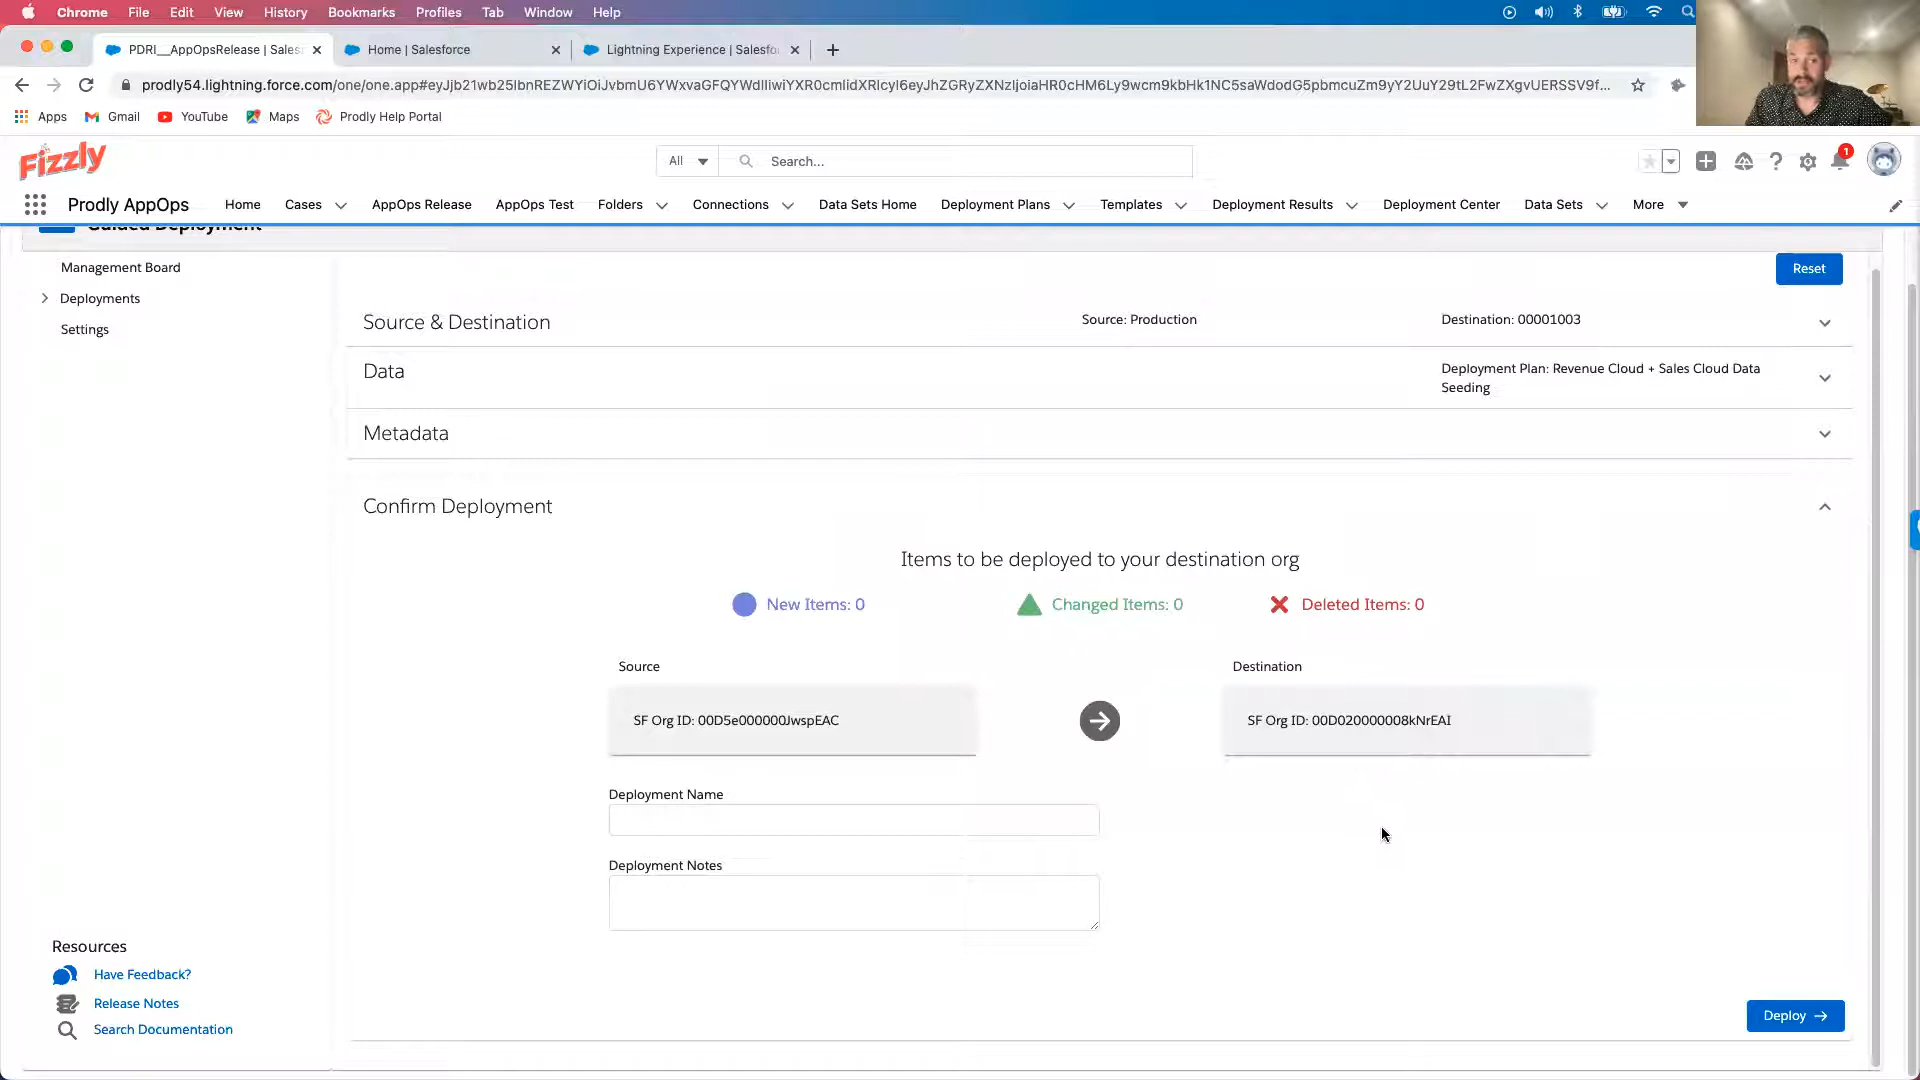 Chrome File Edit View History Bookmarks Profiles Tab Window Help
PDRI__AppOpsRelease | Sales
Home | Salesforce
Lightning Experience | Salesfo
prodly54.lightning.force.com/one/one.app#
Apps Gmail YouTube Maps Prodly Help Portal
Fizzly
All Search...
1
Prodly AppOps Home Cases AppOps Release AppOps Test Folders Connections Data Sets Home Deployment Plans Templates Deployment Results Deployment Center Data Sets More
Guided Deployment
Management Board
Deployments
Settings
Reset
Source & Destination Source: Production Destination: 00001003
Data Deployment Plan: Revenue Cloud + Sales Cloud Data
Seeding
Metadata
Confirm Deployment
Items to be deployed to your destination org
New Items: 0 Changed Items: 0 Deleted Items: 0
Source Destination
SF Org ID: 00D5e000000JwspEAC SF Org ID: 00D020000008kNrEAI
Deployment Name
Deployment Notes
Deploy
Resources
Have Feedback?
Release Notes
Search Documentation